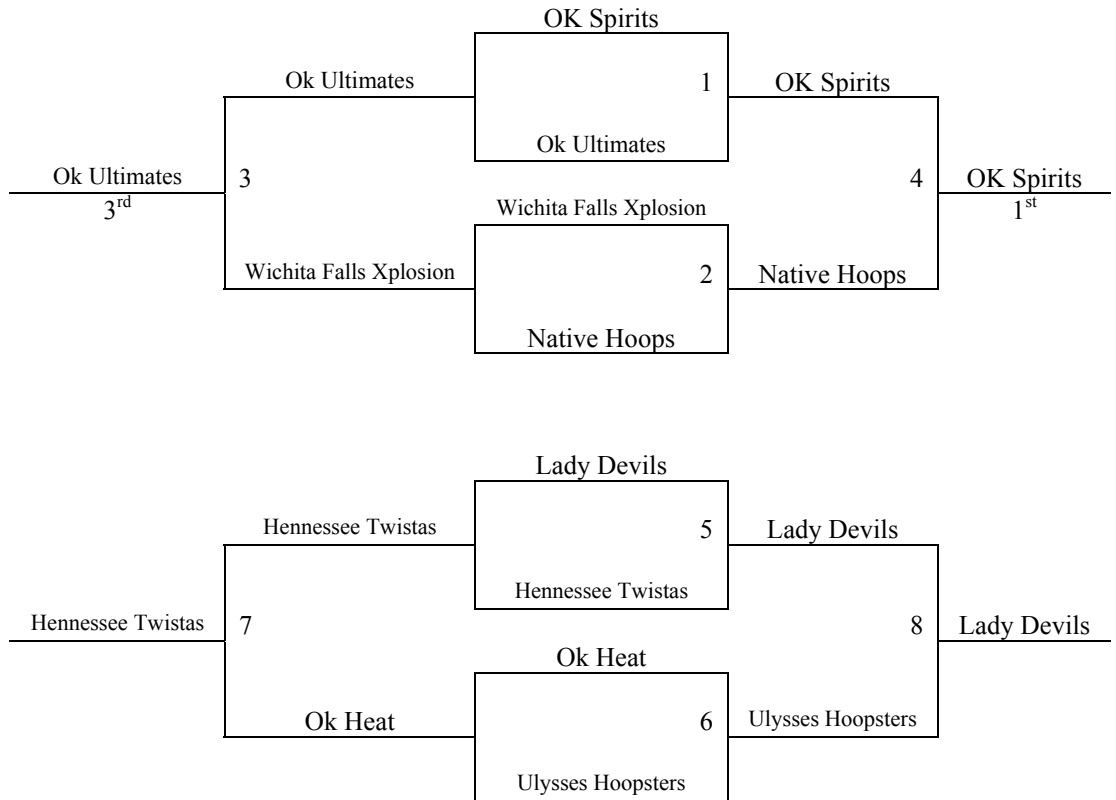 OK Spirits
Ok Ultimates 1 OK Spirits
Ok Ultimates
Ok Ultimates 3 4 OK Spirits
3rd 1st
Wichita Falls Xplosion
Wichita Falls Xplosion 2 Native Hoops
Native Hoops
Lady Devils
Hennessee Twistas 5 Lady Devils
Hennessee Twistas
Hennessee Twistas 7 8 Lady Devils
Ok Heat
Ok Heat 6 Ulysses Hoopsters
Ulysses Hoopsters